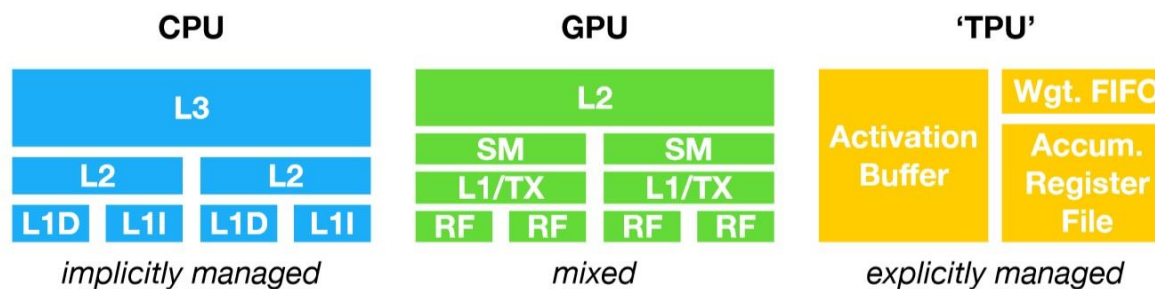 CPU
GPU
‘TPU’
L3
L2 L2
L1D L1I L1D L1I
L2
SM SM
L1/TX L1/TX
RF RF RF RF
Activation
Buffer
Wgt. FIFO
Accum.
Register
File
implicitly managed
mixed
explicitly managed